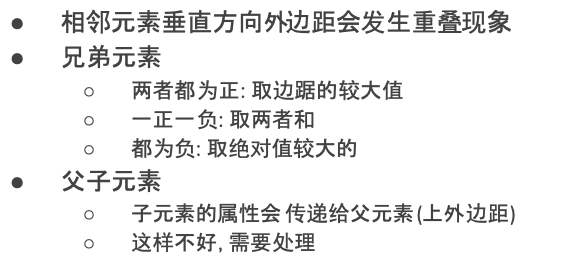 ● 相邻元素垂直方向外边距会发生重叠现象
● 兄弟元素
○ 两者都为正: 取边踞的较大值
○ 一正一负: 取两者和
○ 都为负: 取绝对值较大的
● 父子元素
○ 子元素的属性会 传递给父元素 (上外边距)
○ 这样不好, 需要处理